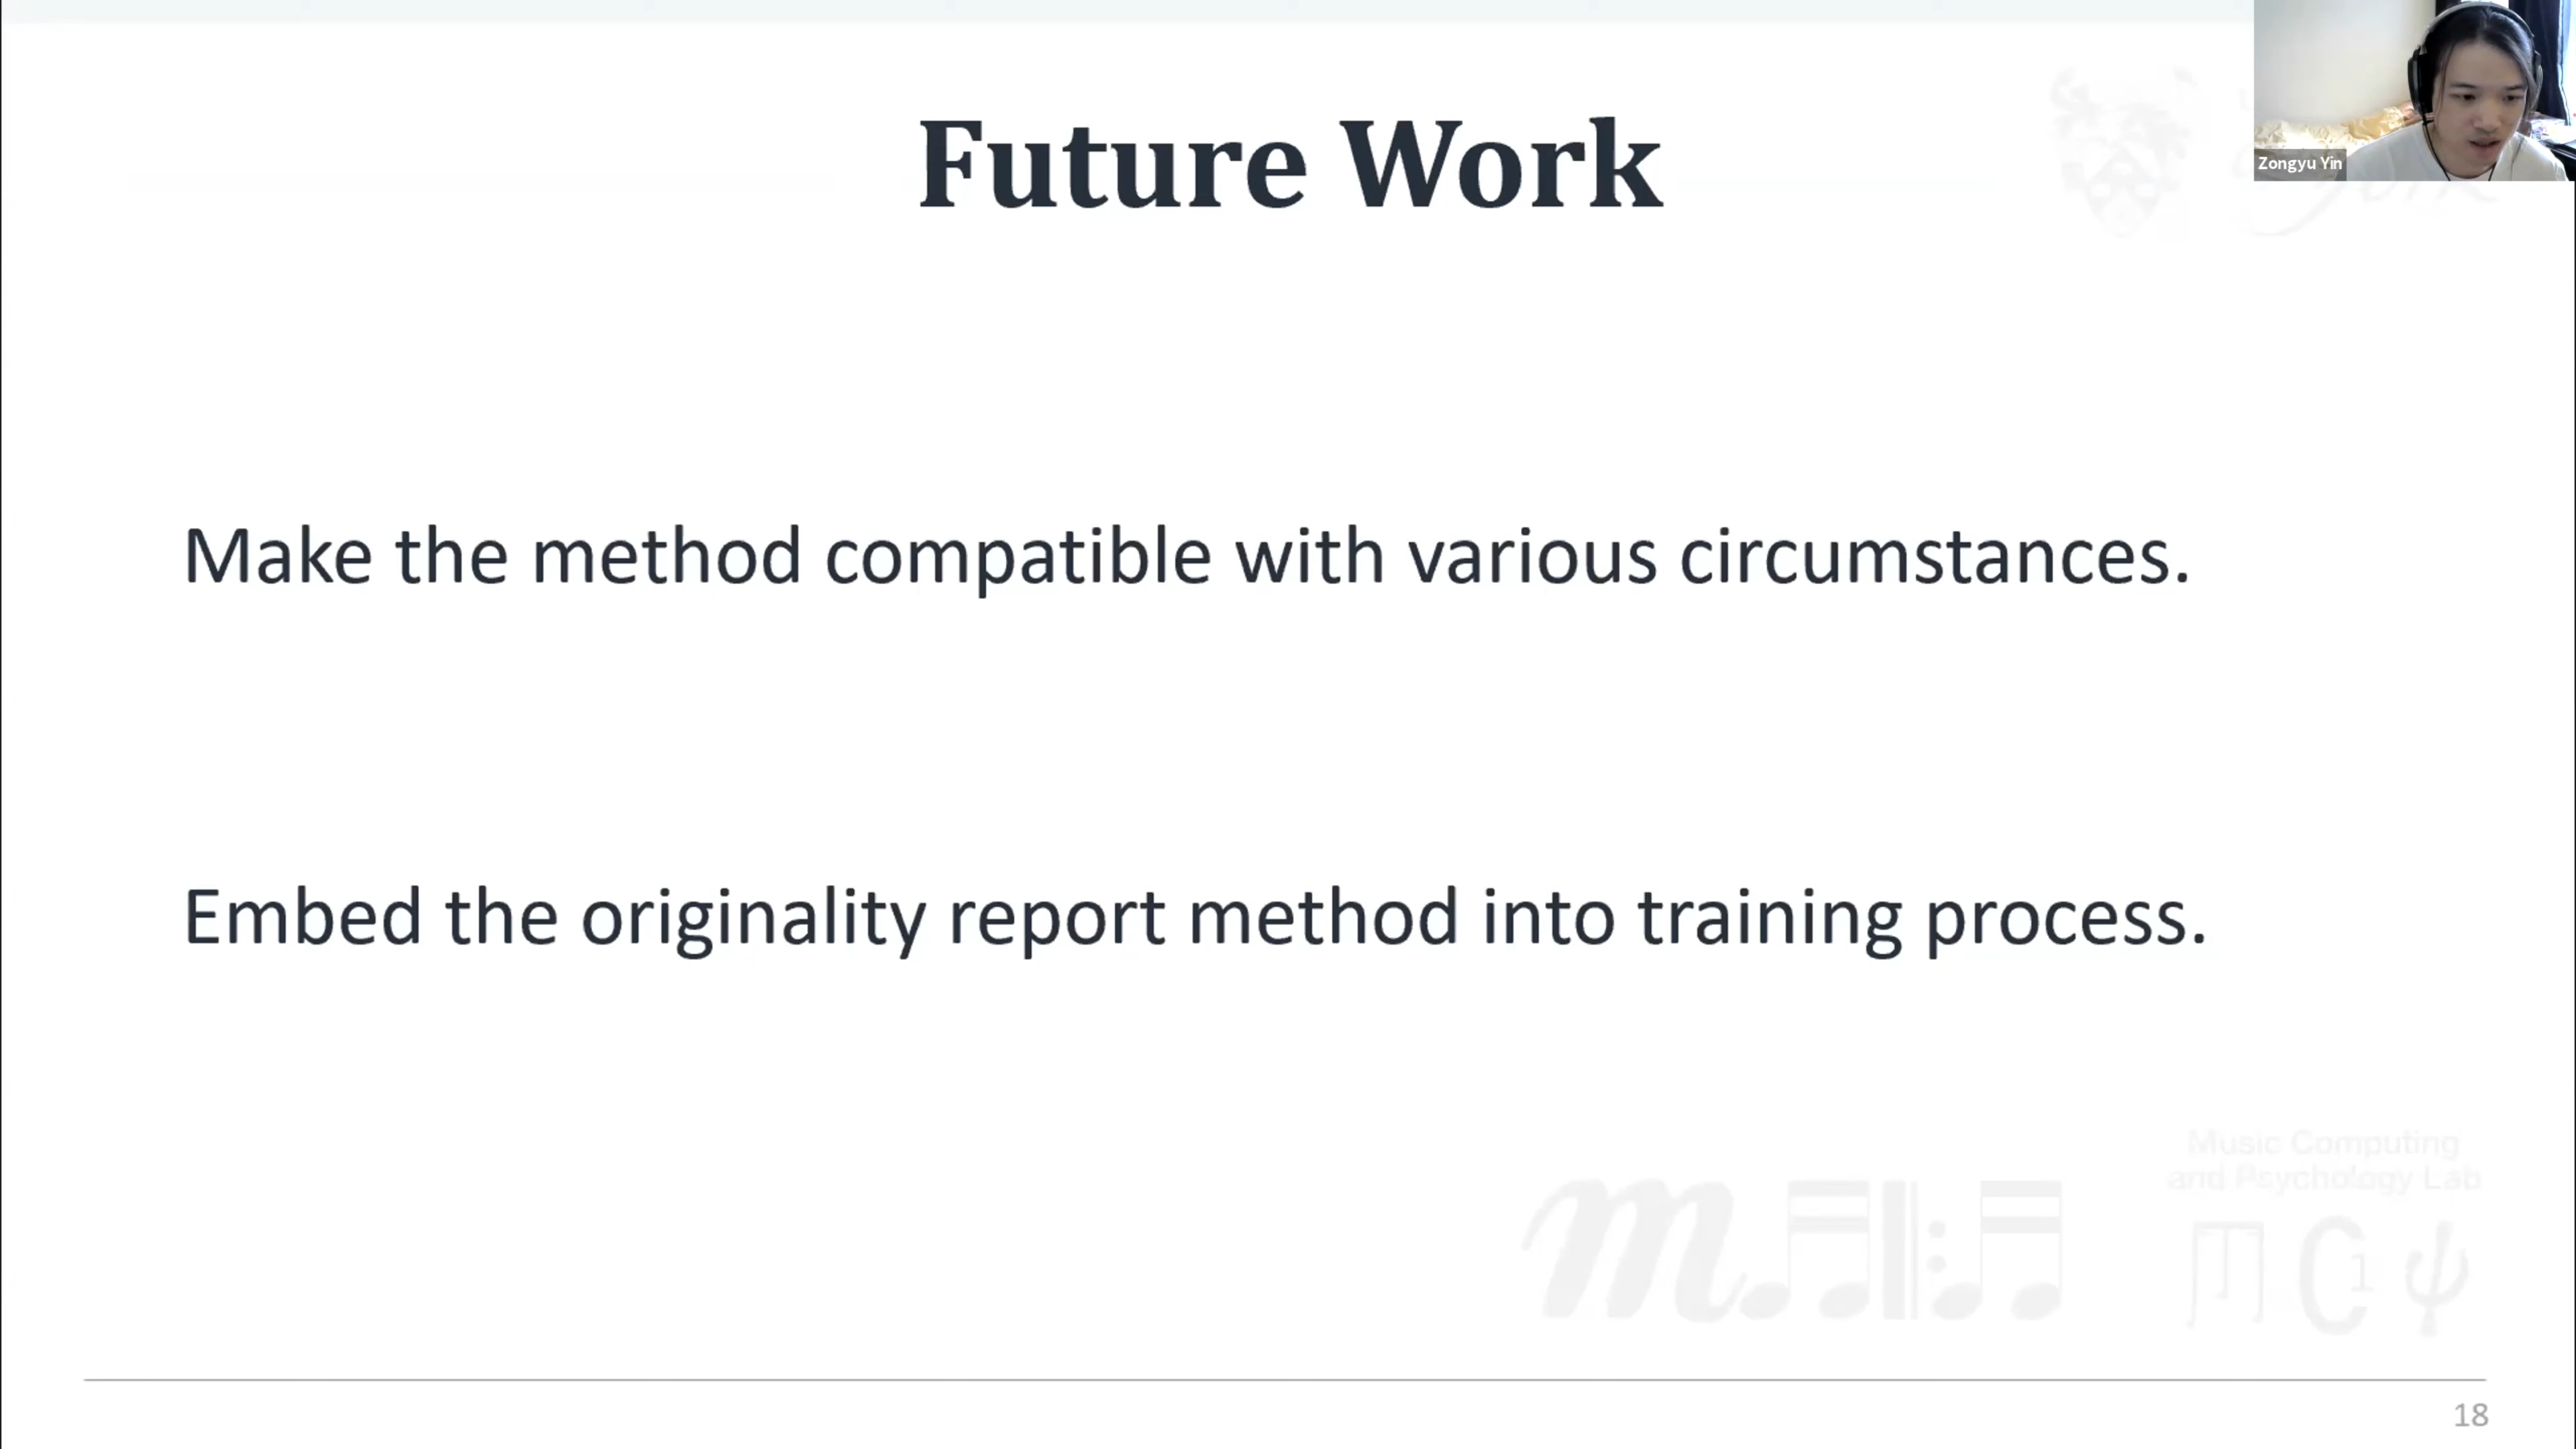 Future Work
Zongyu Yin
Make the method compatible with various circumstances.
Embed the originality report method into training process.
Music Computing
and Psychology Lab
18